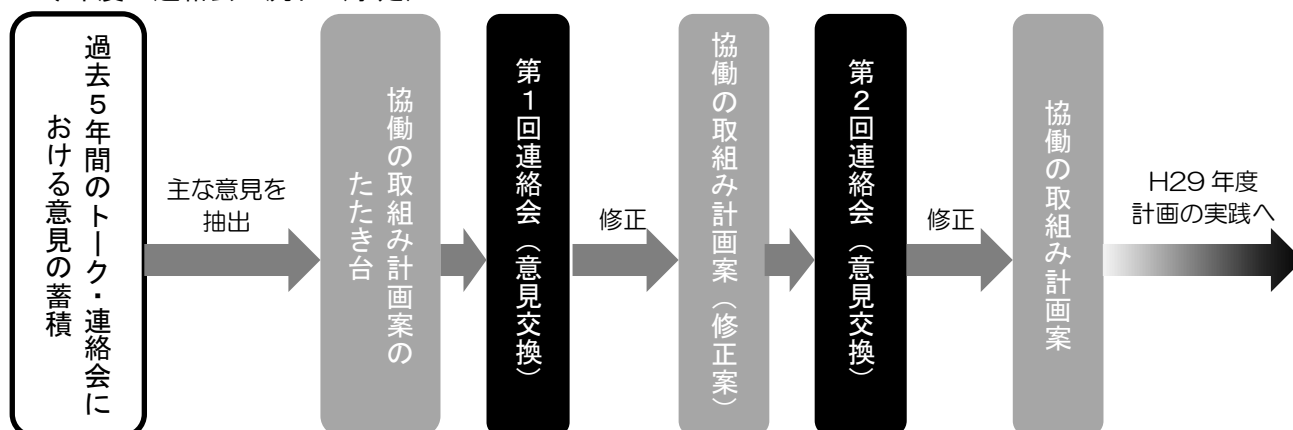 過去５年間のトーク・連絡会に
おける意見の蓄積
主な意見を
抽出
協働の取組み計画案の
たたき台
第１回連絡会（意見交換）
修正
協働の取組み計画案（修正案）
第２回連絡会（意見交換）
修正
協働の取組み計画案
H29 年度
計画の実践へ